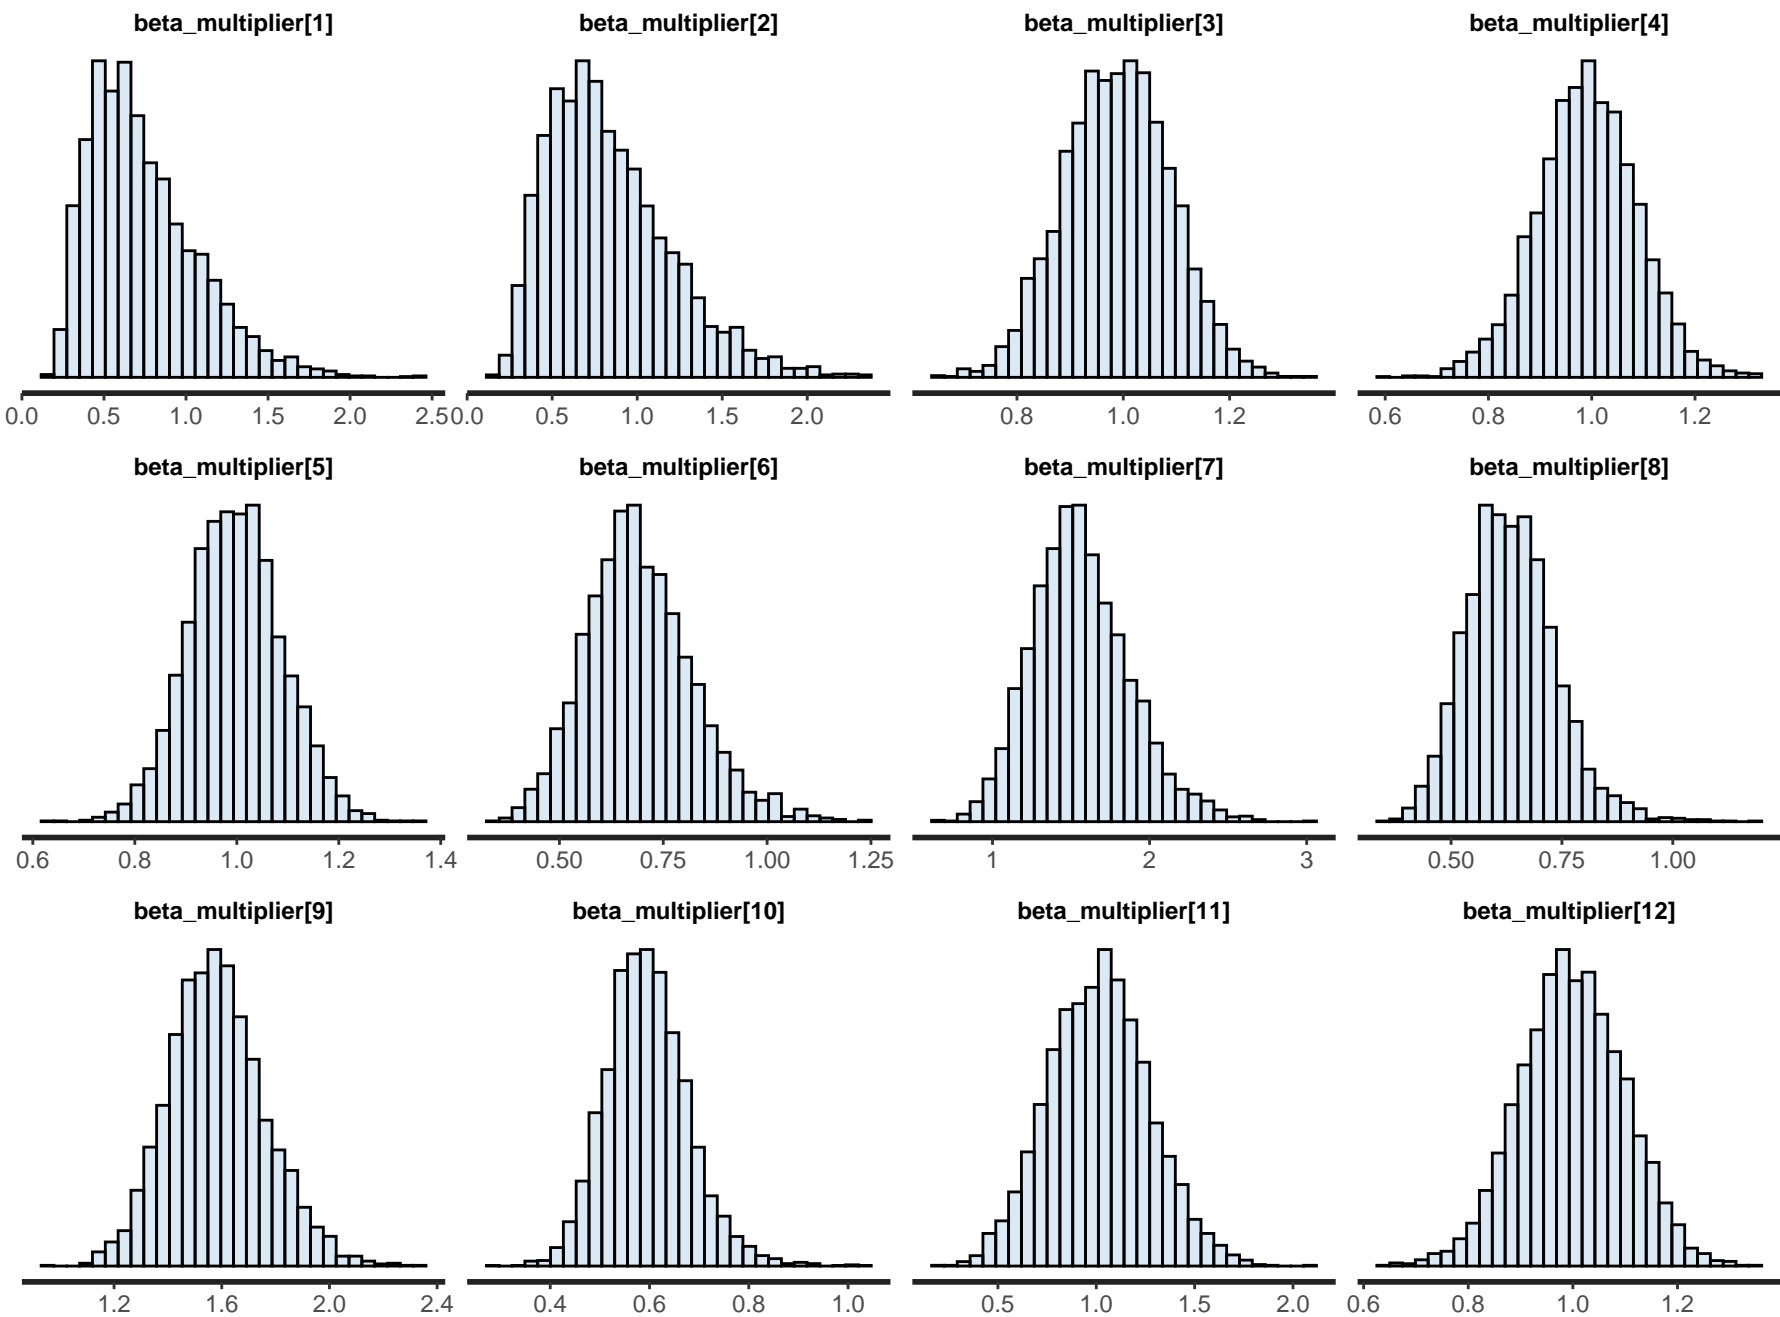 beta_multiplier[1] beta_multiplier[2] beta_multiplier[3] beta_multiplier[4]
0.0 0.5 1.0 1.5 2.0 2.5 0.0 0.5 1.0 1.5 2.0 0.8 1.0 1.2 0.6 0.8 1.0 1.2
beta_multiplier[5] beta_multiplier[6] beta_multiplier[7] beta_multiplier[8]
0.6 0.8 1.0 1.2 1.4 0.50 0.75 1.00 1.25 1 2 3 0.50 0.75 1.00
beta_multiplier[9] beta_multiplier[10] beta_multiplier[11] beta_multiplier[12]
1.2 1.6 2.0 2.4 0.4 0.6 0.8 1.0 0.5 1.0 1.5 2.0 0.6 0.8 1.0 1.2